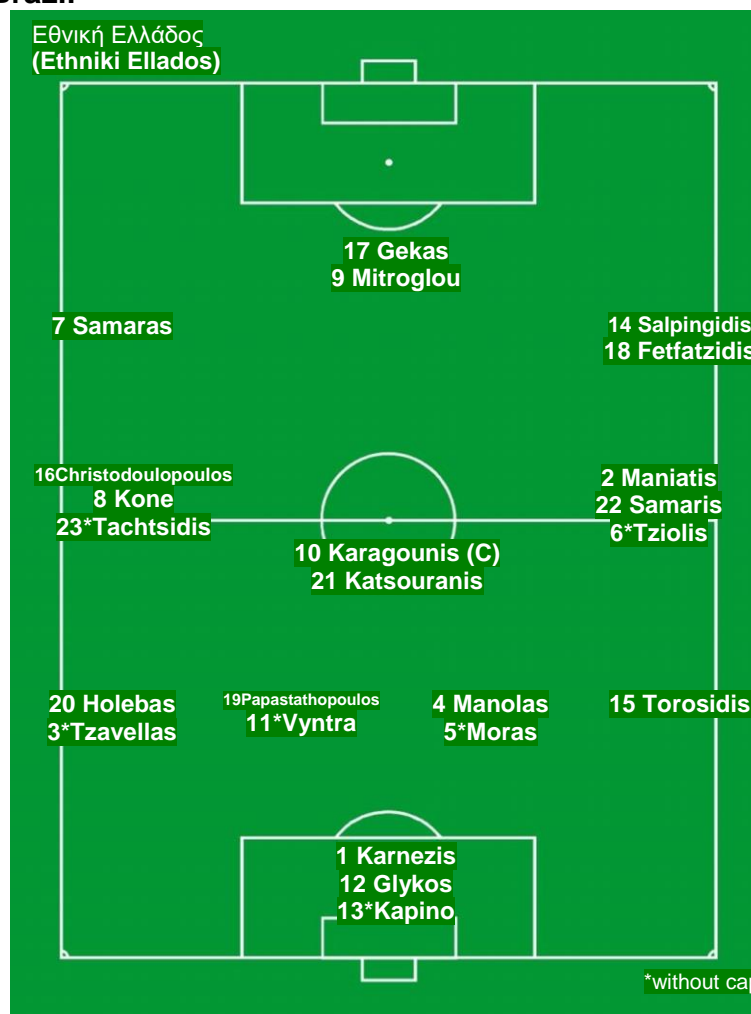 Εθνική Ελλάδος
(Ethniki Ellados)
17 Gekas
9 Mitroglou
7 Samaras
14 Salpingidis
18 Fetfatzidis
16Christodoulopoulos
8 Kone
23*Tachtsidis
2 Maniatis
22 Samaris
6*Tziolis
10 Karagounis (C)
21 Katsouranis
20 Holebas
3*Tzavellas
19Papastathopoulos
11*Vyntra
4 Manolas
5*Moras
15 Torosidis
1 Karnezis
12 Glykos
13*Kapino
*without